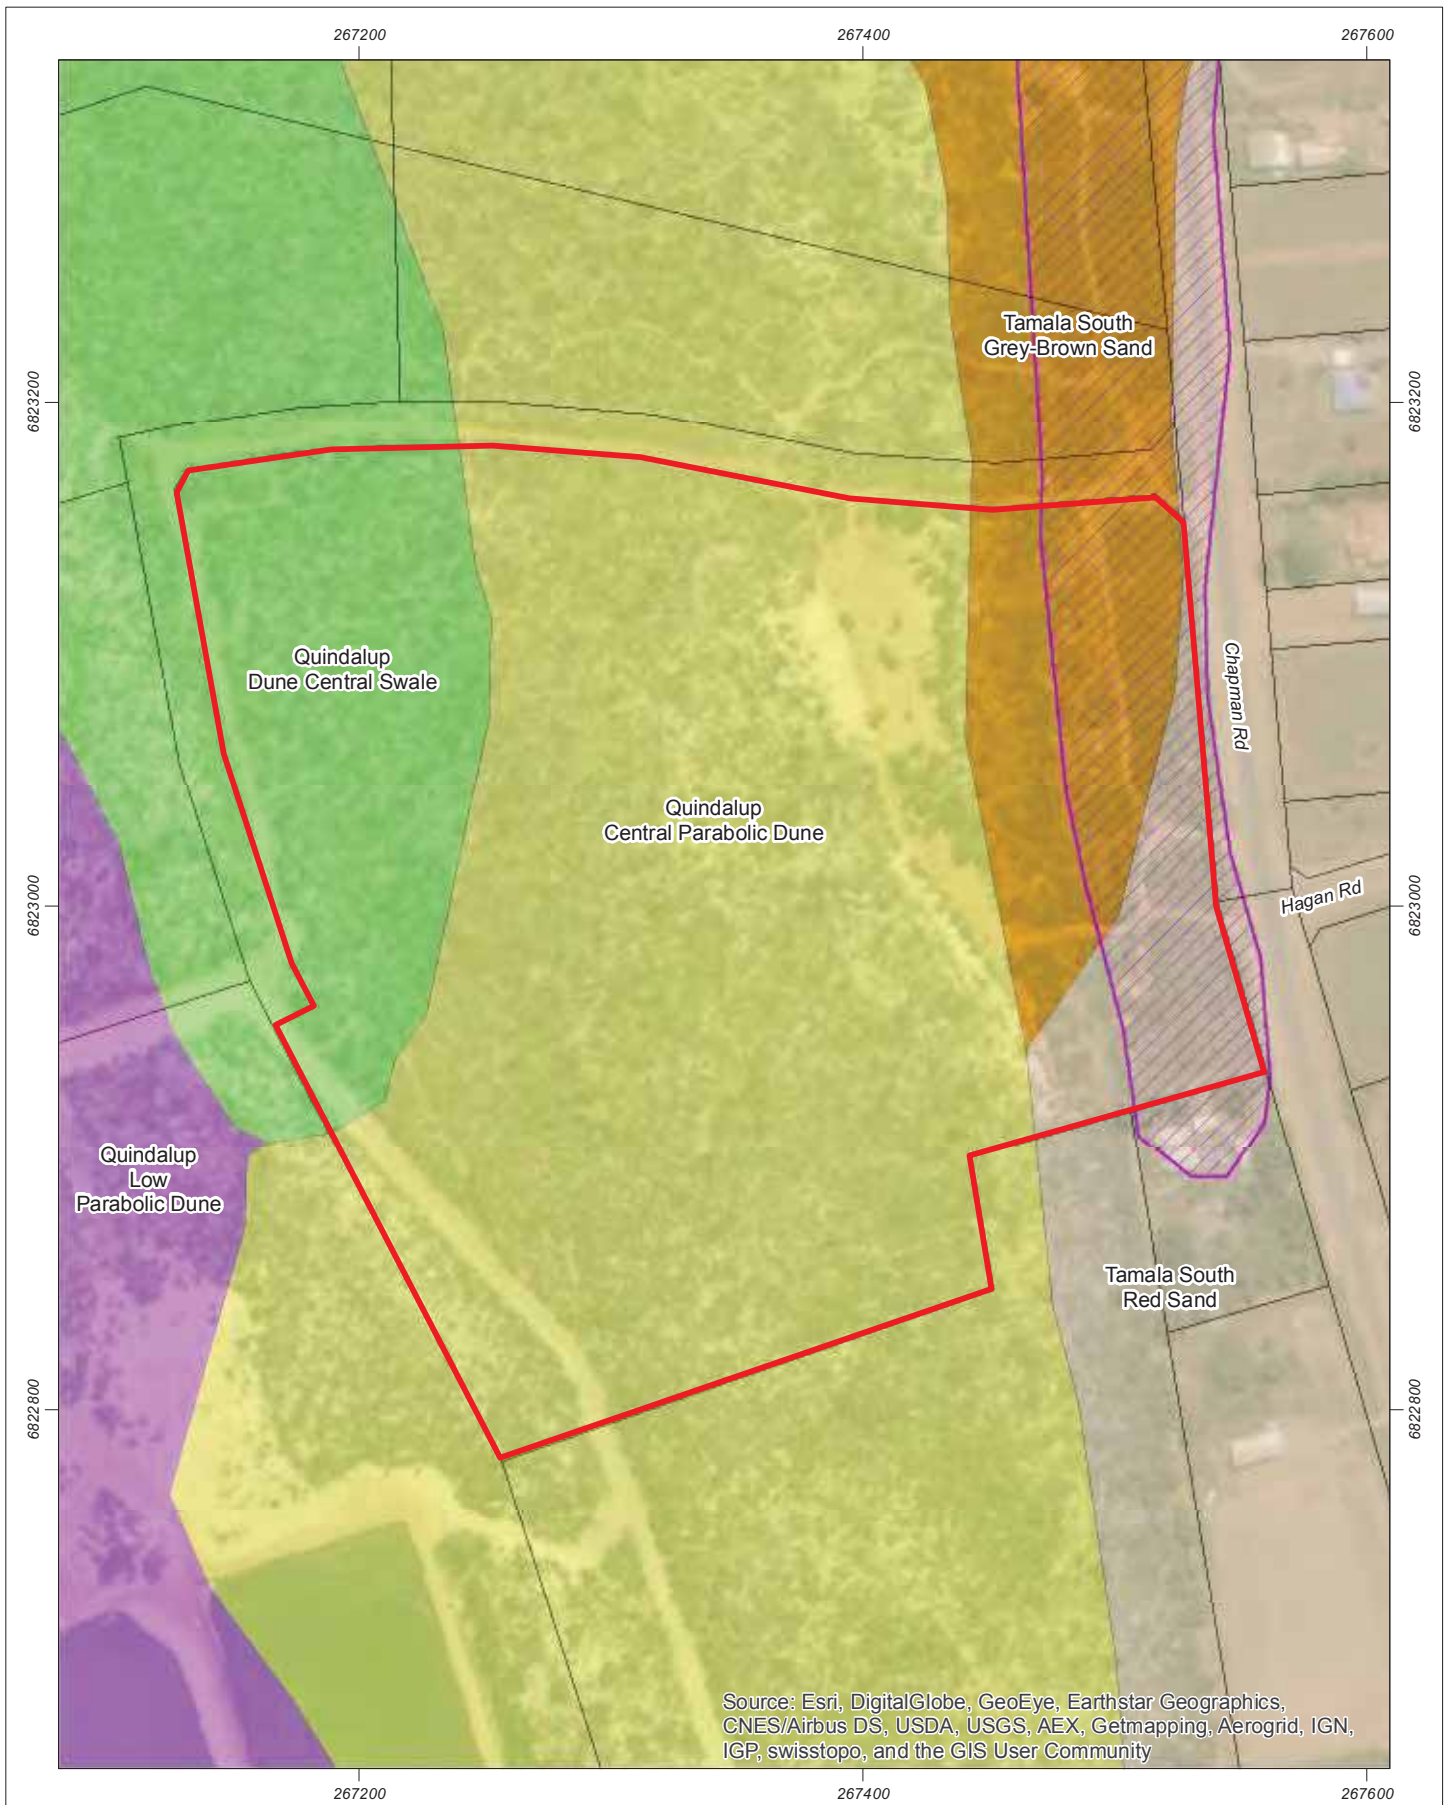 267200
267400
267600
Tamala South
Grey-Brown Sand
6823200
6823200
Quindalup
Dune Central Swale
Chapman Rd
Quindalup
Central Parabolic Dune
Hagan Rd
6823000
6823000
Quindalup
Low
Parabolic Dune
Tamala South
Red Sand
6822800
6822800
Source: Esri, DigitalGlobe, GeoEye, Earthstar Geographics,
CNES/Airbus DS, USDA, USGS, AEX, Getmapping, Aerogrid, IGN,
IGP, swisstopo, and the GIS User Community
267200
267400
267600